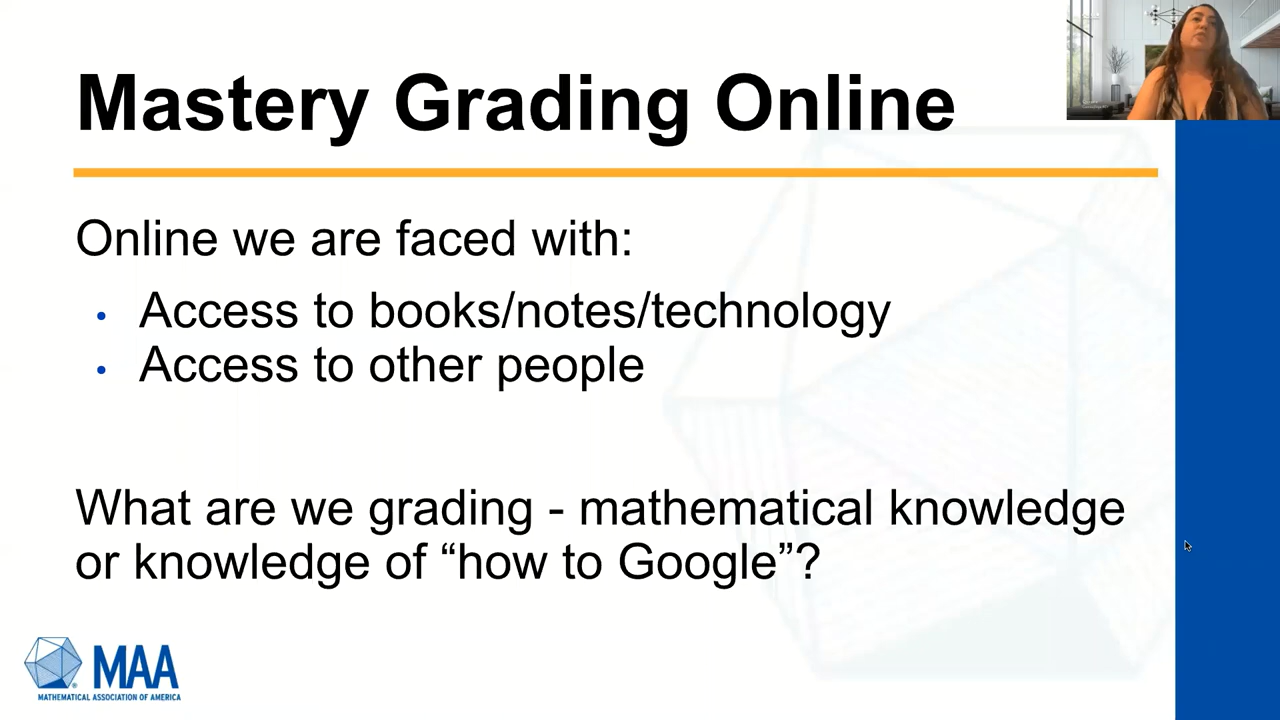 Mastery Grading Online
Online we are faced with:
• Access to books/notes/technology
• Access to other people
What are we grading - mathematical knowledge
or knowledge of “how to Google”?
MAA
MATHEMATICAL ASSOCIATION OF AMERICA